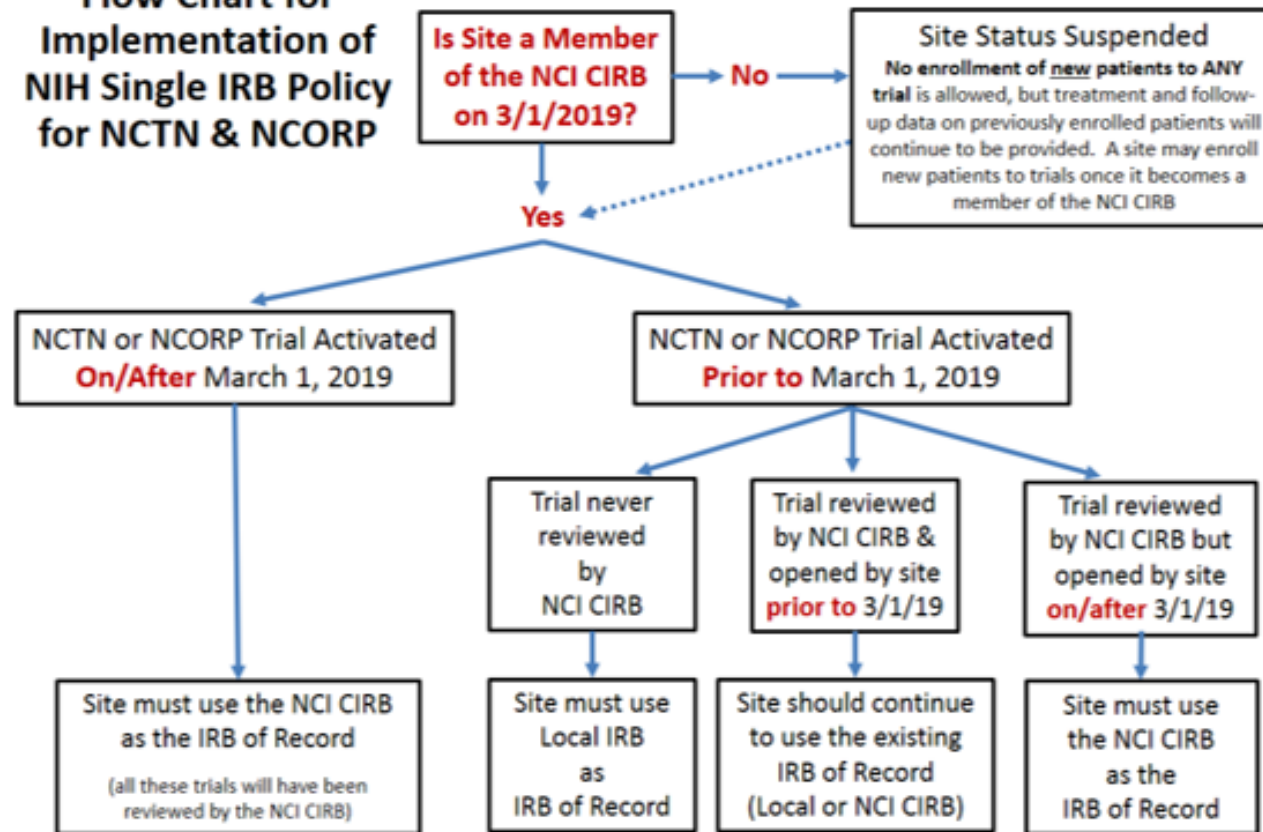 Flow Chart for
Implementation of
NIH Single IRB Policy
for NCTN & NCORP
Is Site a Member
of the NCI CIRB
on 3/1/2019?
No
Site Status Suspended
No enrollment of new patients to ANY
trial is allowed, but treatment and follow-
up data on previously enrolled patients will
continue to be provided. A site may enroll
new patients to trials once it becomes a
member of the NCI CIRB
Yes
NCTN or NCORP Trial Activated
On/After March 1, 2019
NCTN or NCORP Trial Activated
Prior to March 1, 2019
Trial never
reviewed
by
NCI CIRB
Trial reviewed
by NCI CIRB &
opened by site
prior to 3/1/19
Trial reviewed
by NCI CIRB but
opened by site
on/after 3/1/19
Site must use the NCI CIRB
as the IRB of Record
(all these trials will have been
reviewed by the NCI CIRB)
Site must use
Local IRB
as
IRB of Record
Site should continue
to use the existing
IRB of Record
(Local or NCI CIRB)
Site must use
the NCI CIRB
as the
IRB of Record